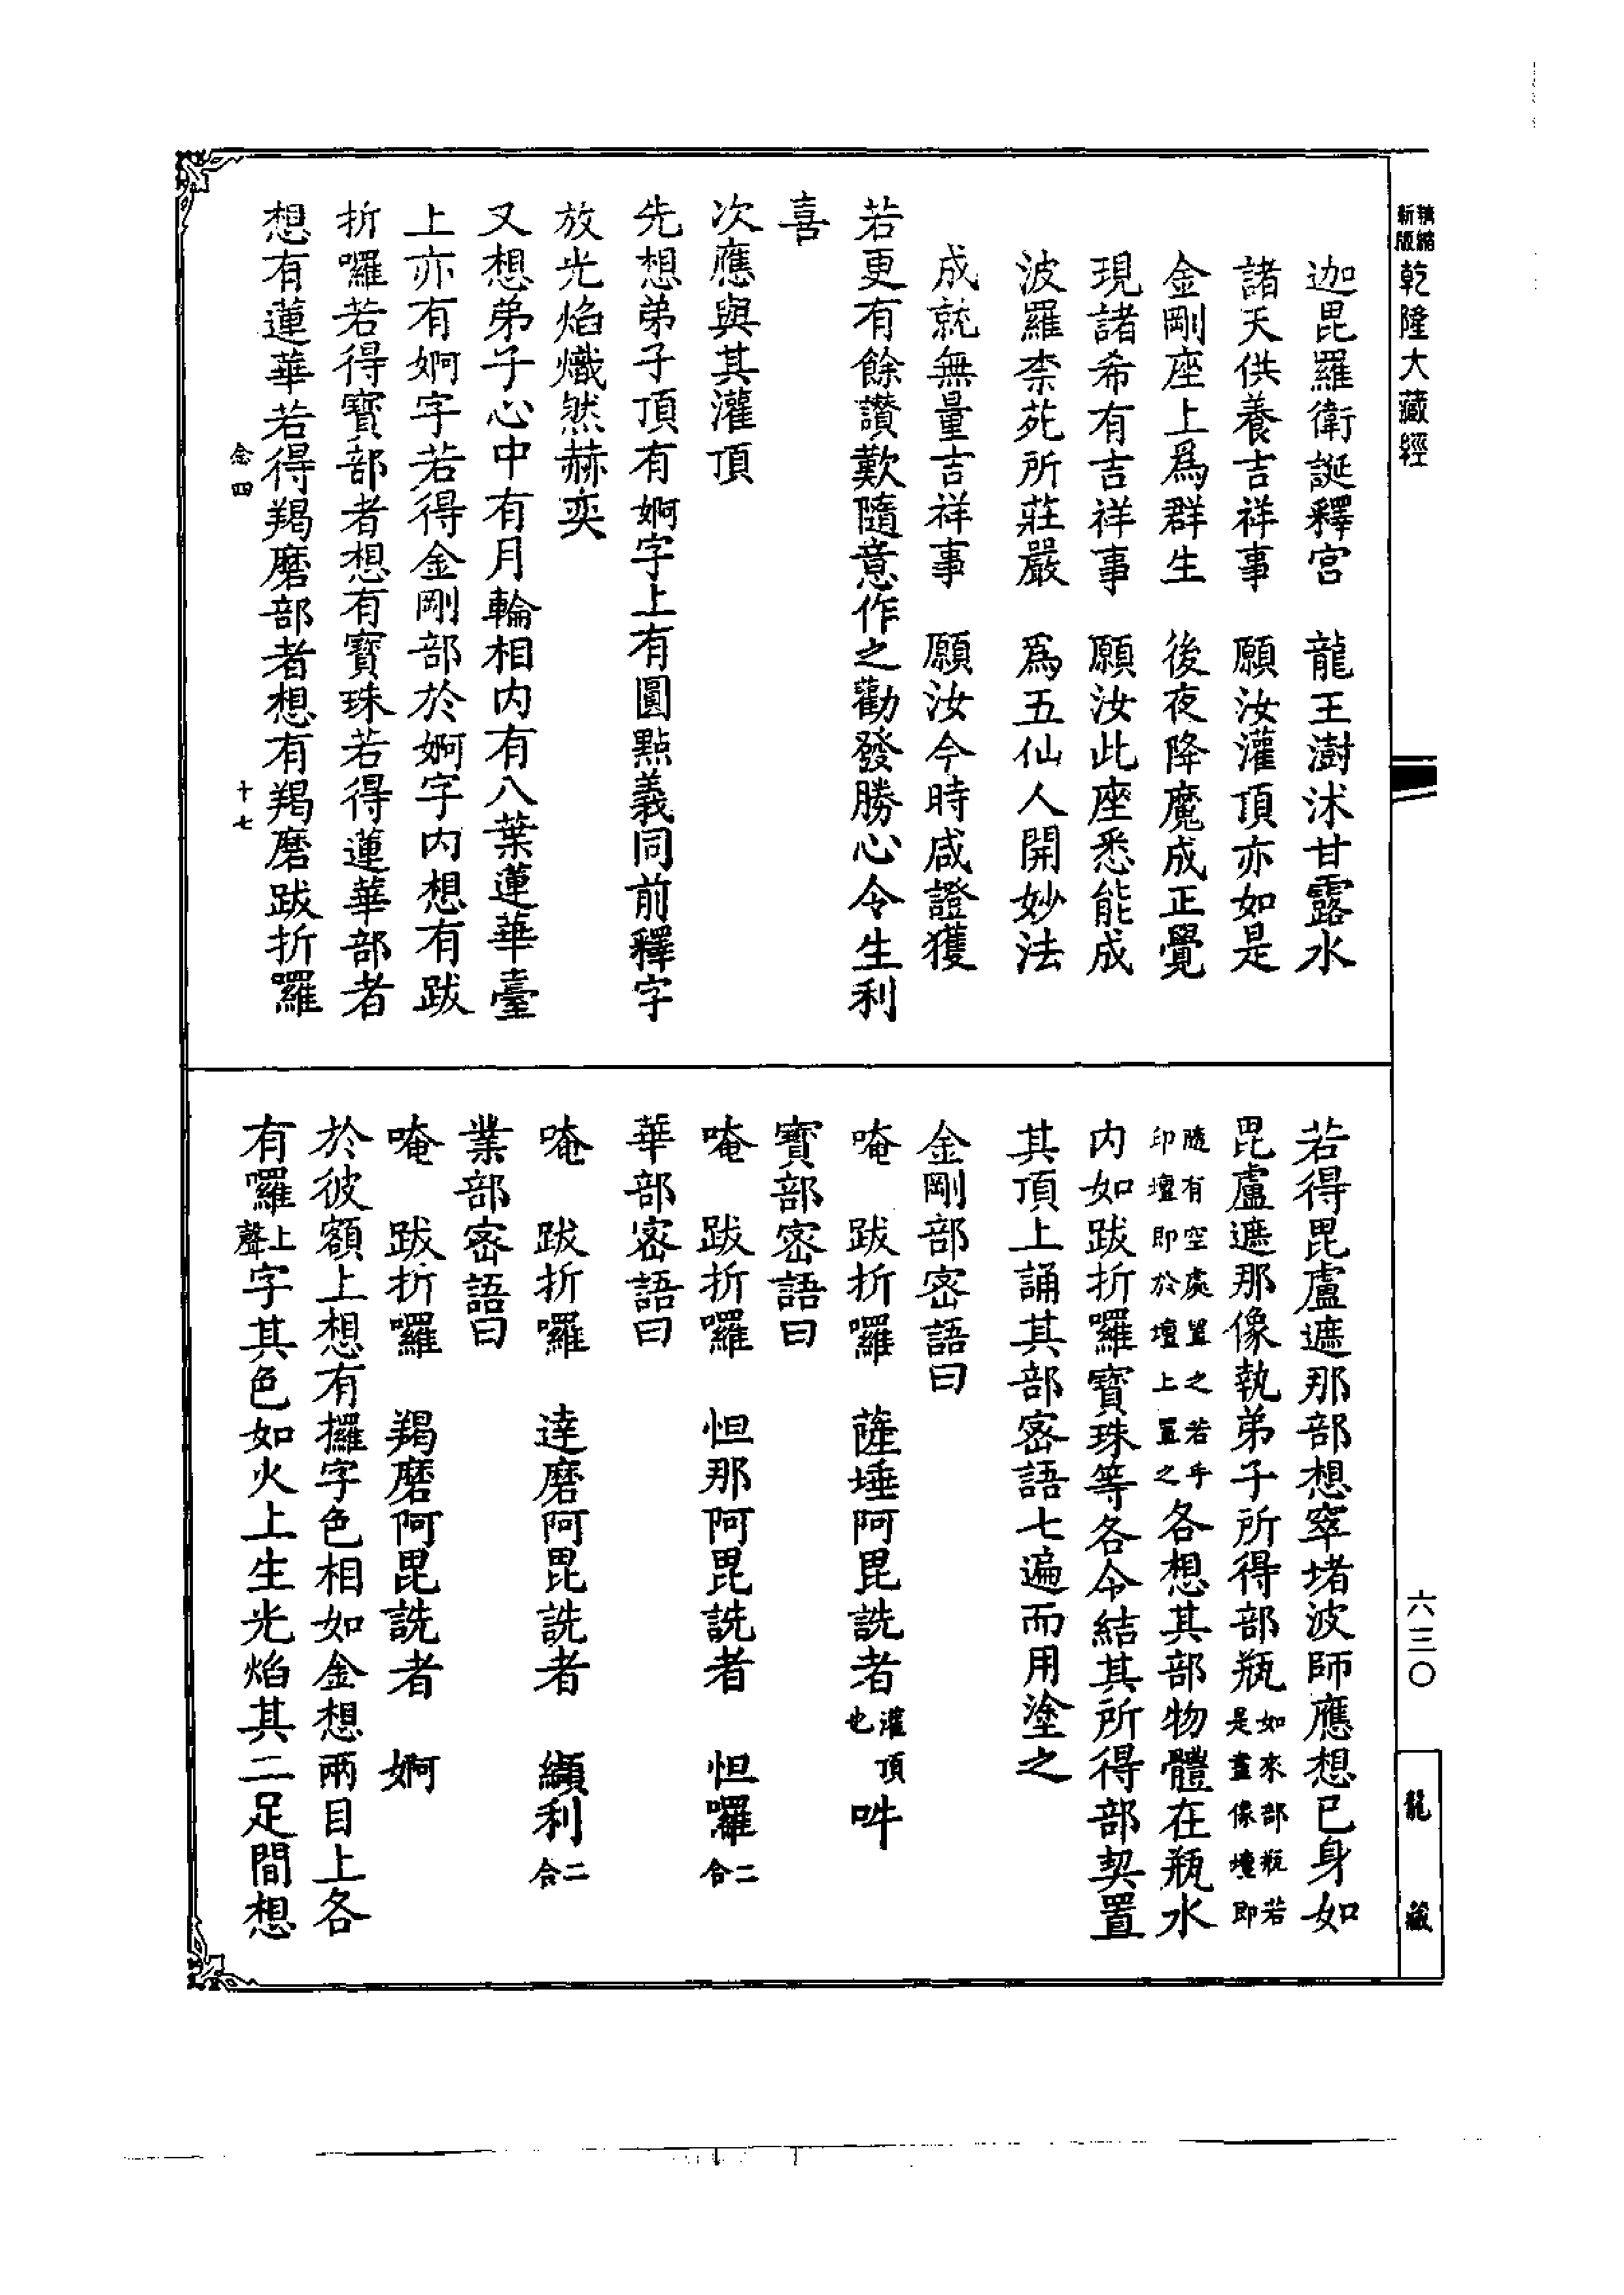 精縮新版乾隆大藏經
迦毘羅衛誕釋宮　龍王澍沐甘露水
諸天供養吉祥事　願汝灌頂亦如是
金剛座上爲群生　後夜降魔成正覺
現諸希有吉祥事　願汝此座悉能成
波羅柰苑所莊嚴　爲五仙人開妙法
成就無量吉祥事　願汝今時咸證獲
若更有餘讚歎隨意作之勸發勝心令生利
喜
次應與其灌頂
先想弟子頂有婀字上有圓點義同前釋字
放光焰熾然赫奕
又想弟子心中有月輪相内有八葉蓮華臺
上亦有婀字若得金剛部於婀字内想有跋
折囉若得寶部者想有寶珠若得蓮華部者
想有蓮華若得羯磨部者想有羯磨跋折羅
念四　十七
若得毘盧遮那部想窣堵波師應想已身如
毘盧遮那像執弟子所得部瓶如來部瓶若是畫像壇即
隨有空處置之若手印壇即於壇上置之各想其部物體在瓶水
内如跋折囉寶珠等各令結其所得部契置
其頂上誦其部密語七遍而用塗之
金剛部密語曰
唵　跋折囉　薩埵阿毘詵者灌頂也吽
寶部密語曰
唵　跋折囉　怛那阿毘詵者　怛囉二合
華部密語曰
唵　跋折囉　達磨阿毘詵者　纈利二合
業部密語曰
唵　跋折囉　羯磨阿毘詵者　婀
於彼額上想有攞字色相如金想兩目上各
有囉上聲字其色如火上生光焰其二足間想
六三〇
龍藏